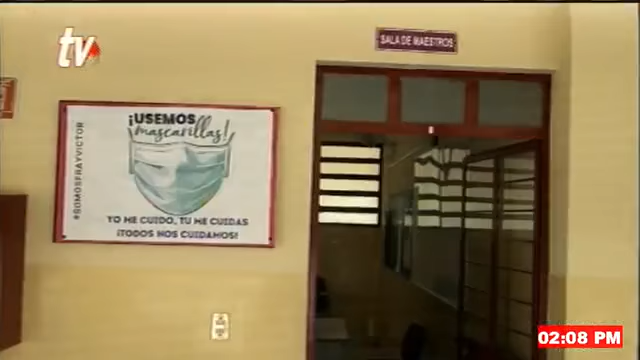 tv
SALA DE MAESTROS
¡USEMOS
mascarillas!
#SOMOSFRAYVICTOR
YO ME CUIDO, TU ME CUIDAS
¡TODOS NOS CUIDAMOS!
02:08 PM